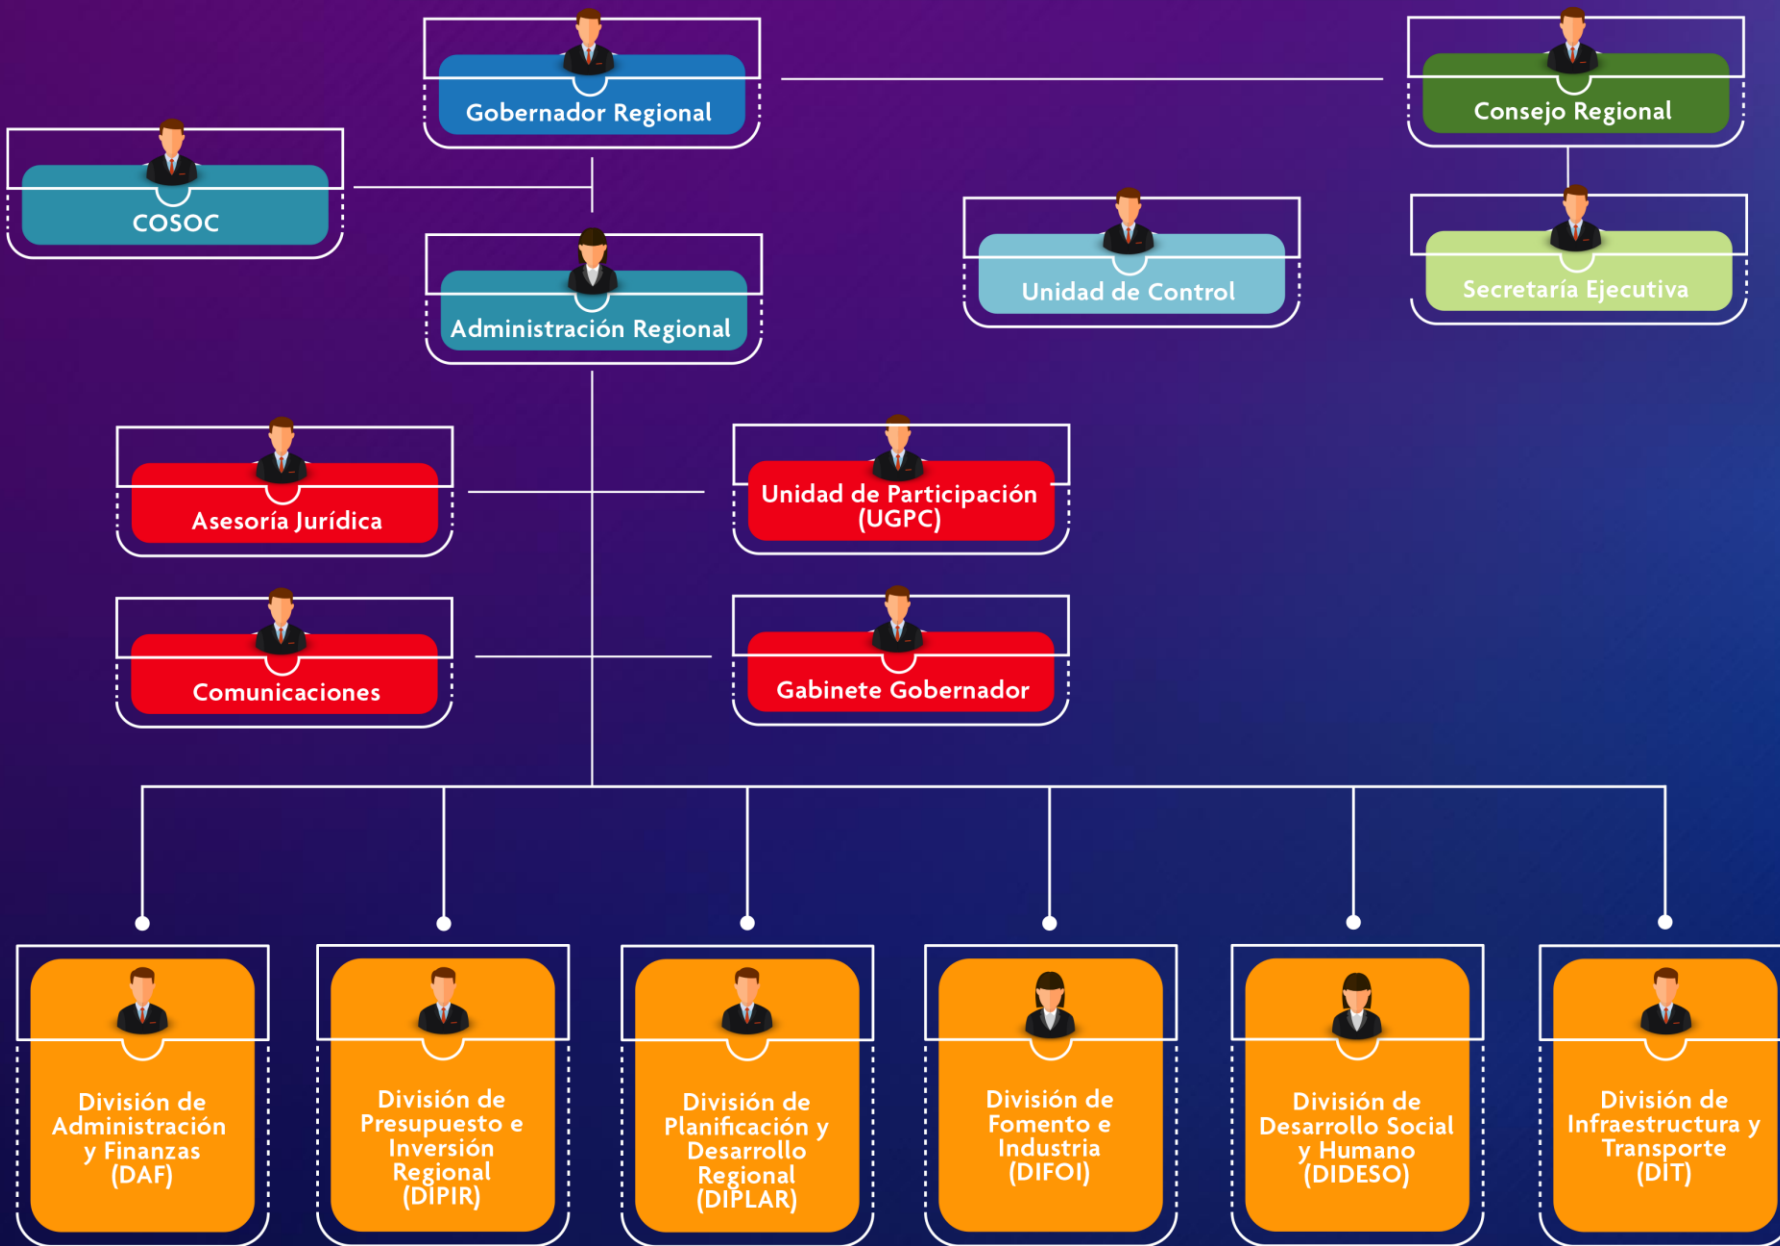 Gobernador Regional
Consejo Regional
COSOC
Administración Regional
Unidad de Control
Secretaría Ejecutiva
Asesoría Jurídica
Unidad de Participación
(UGPC)
Comunicaciones
Gabinete Gobernador
División de
Administración
y Finanzas
(DAF)
División de
Presupuesto e
Inversión
Regional
(DIPIR)
División de
Planificación y
Desarrollo
Regional
(DIPLAR)
División de
Fomento e
Industria
(DIFOI)
División de
Desarrollo Social
y Humano
(DIDESO)
División de
Infraestructura y
Transporte
(DIT)